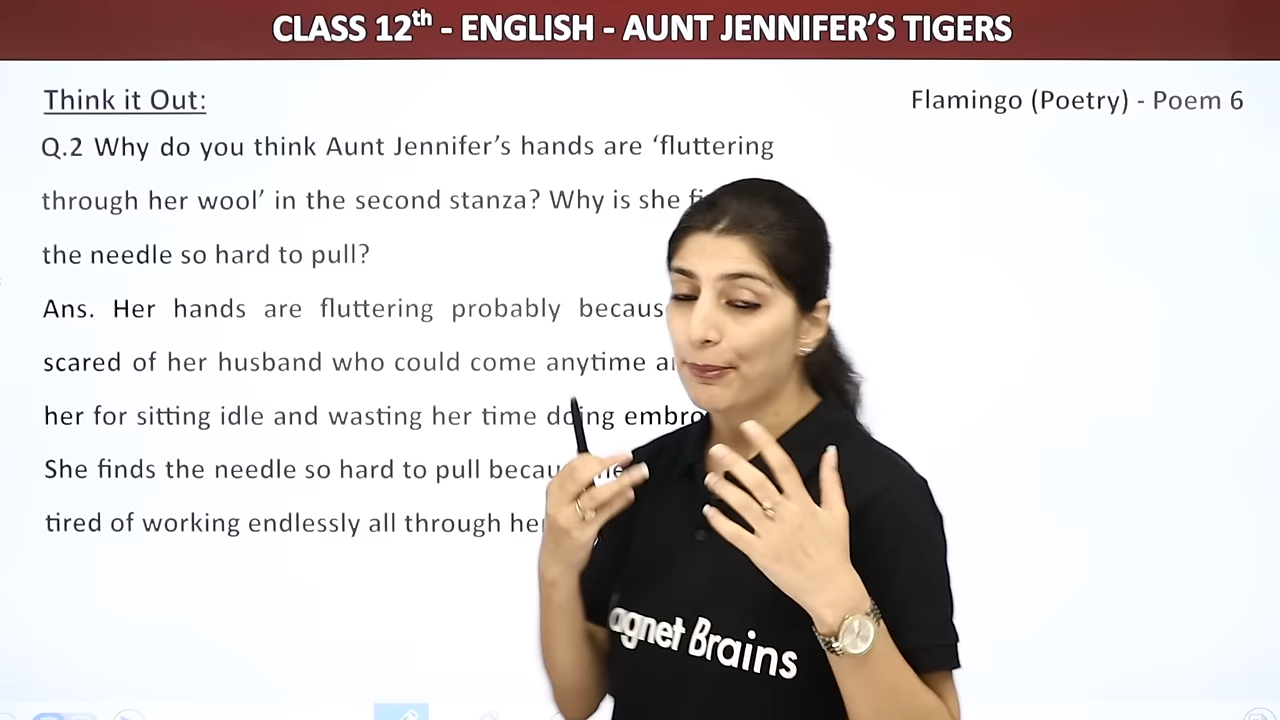 CLASS 12th - ENGLISH - AUNT JENNIFER'S TIGERS
Think it Out:
Flamingo (Poetry) - Poem 6
Q.2 Why do you think Aunt Jennifer's hands are 'fluttering
through her wool' in the second stanza? Why is she
the needle so hard to pull?
Ans. Her hands are fluttering probably
scared of her husband who could come anytime
her for sitting idle and wasting her time doing
She finds the needle so hard to pull
tired of working endlessly all through
agnet Brains